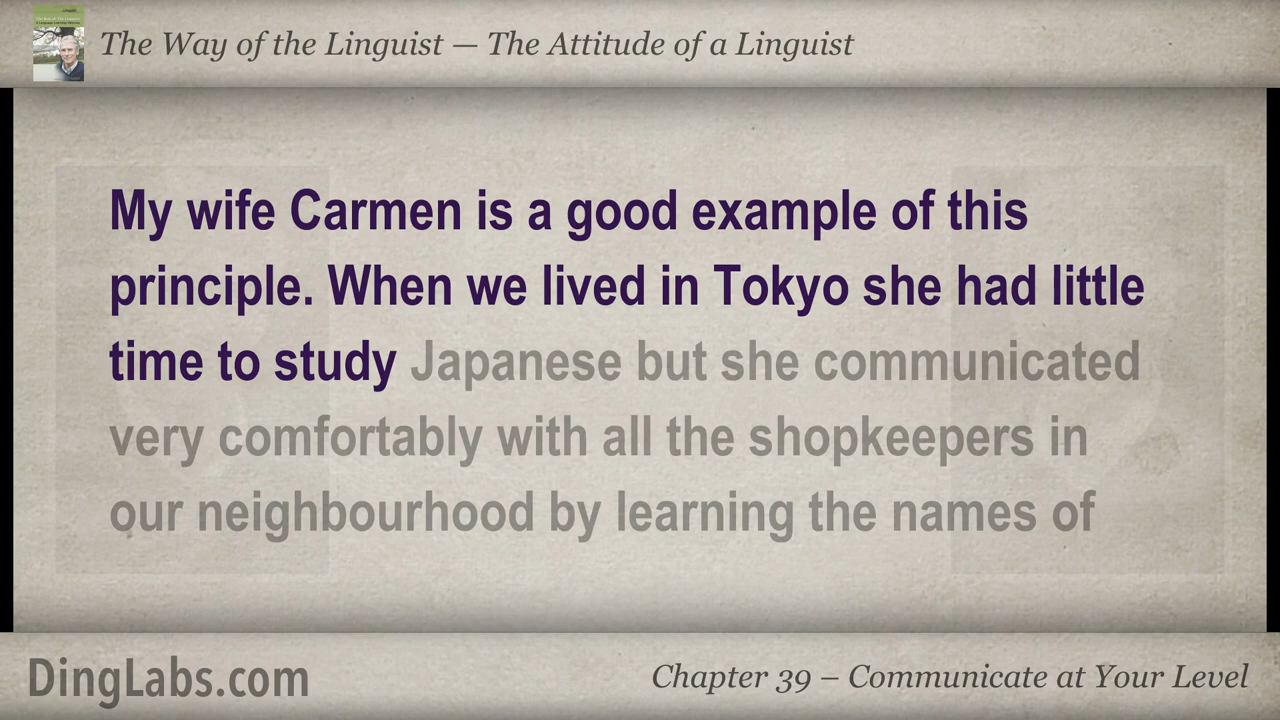 The Way of the Linguist — The Attitude of a Linguist
My wife Carmen is a good example of this
principle. When we lived in Tokyo she had little
time to study Japanese but she communicated
very comfortably with all the shopkeepers in
our neighbourhood by learning the names of
DingLabs.com
Chapter 39 – Communicate at Your Level